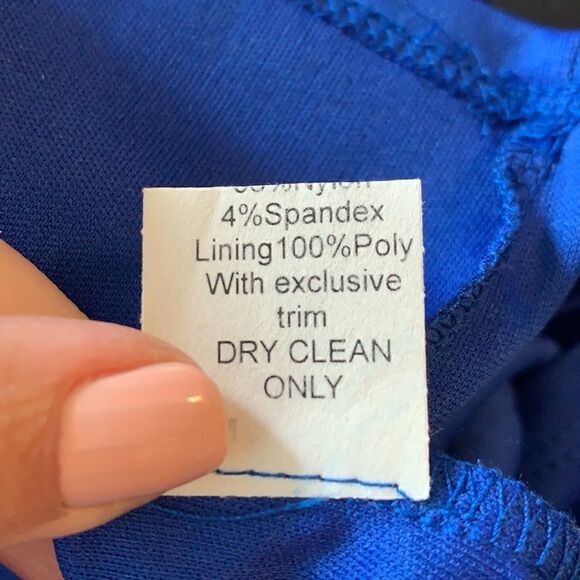 4%Spandex
Lining100%Poly
With exclusive
trim
DRY CLEAN
ONLY